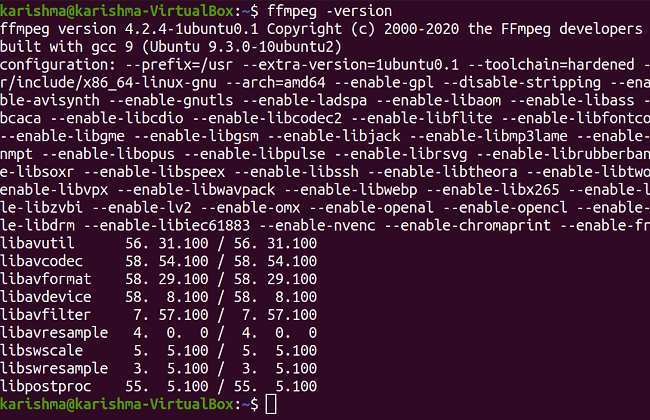 karishma@karishma-VirtualBox:~$ ffmpeg -version
ffmpeg version 4.2.4-1ubuntu0.1 Copyright (c) 2000-2020 the FFmpeg developers
built with gcc 9 (Ubuntu 9.3.0-10ubuntu2)
configuration: --prefix=/usr --extra-version=1ubuntu0.1 --toolchain=hardened -
r/include/x86_64-linux-gnu --arch=amd64 --enable-gpl --disable-stripping --ena
ble-avisynth --enable-gnutls --enable-ladspa --enable-libaom --enable-libass -
bcaca --enable-libcdio --enable-libcodec2 --enable-libflite --enable-libfontco
--enable-libgme --enable-libgsm --enable-libjack --enable-libmp3lame --enable-
nmpt --enable-libopus --enable-libpulse --enable-librsvg --enable-librubberban
e-libsoxr --enable-libspeex --enable-libssh --enable-libtheora --enable-libtwo
enable-libvpx --enable-libwavpack --enable-libwebp --enable-libx265 --enable-l
le-libzvbi --enable-lv2 --enable-omx --enable-openal --enable-opencl --enable-
le-libdrm --enable-libiec61883 --enable-nvenc --enable-chromaprint --enable-fr
libavutil      56. 31.100 / 56. 31.100
libavcodec     58. 54.100 / 58. 54.100
libavformat    58. 29.100 / 58. 29.100
libavdevice    58.  8.100 / 58.  8.100
libavfilter     7. 57.100 /  7. 57.100
libavresample   4.  0.  0 /  4.  0.  0
libswscale      5.  5.100 /  5.  5.100
libswresample   3.  5.100 /  3.  5.100
libpostproc    55.  5.100 / 55.  5.100
karishma@karishma-VirtualBox:~$